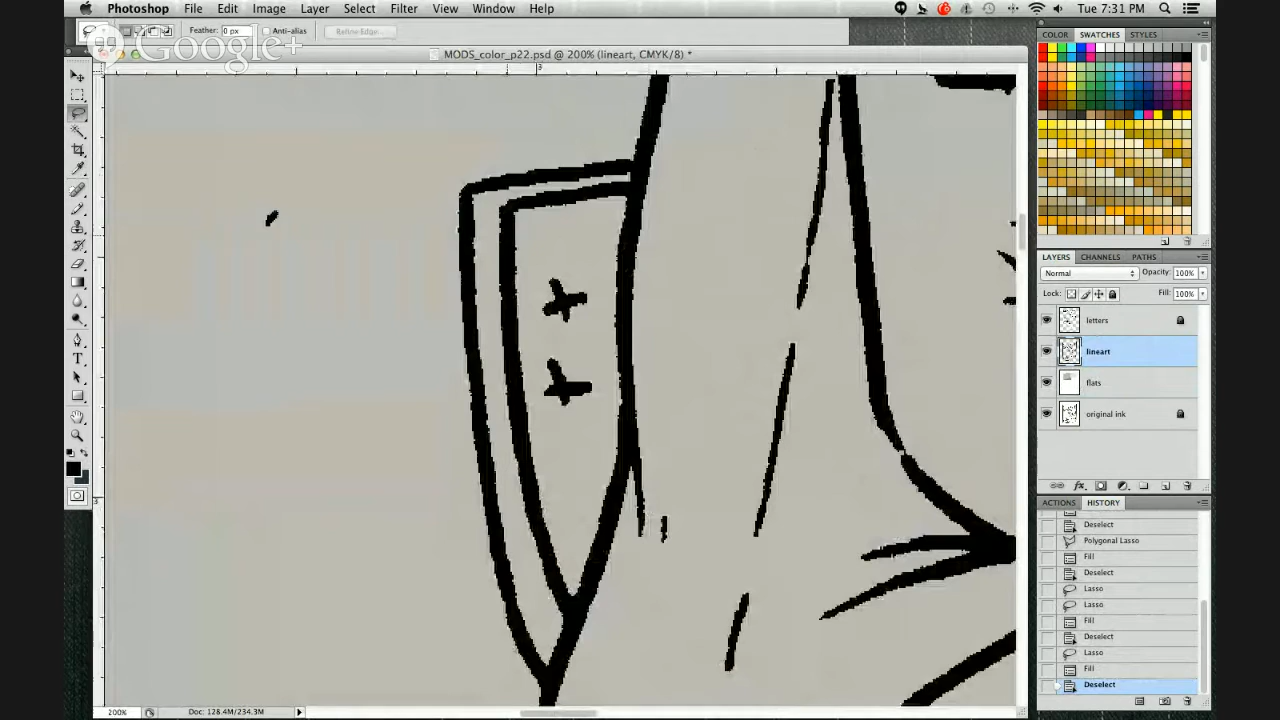 Photoshop File Edit Image Layer Select Filter View Window Help Tue 7:31 PM
Feather: 0 px Anti-alias Refine Edge...
Google+
MODS_color_p22.psd @ 200% (lineart, CMYK/8) *
3
COLOR SWATCHES STYLES
LAYERS CHANNELS PATHS
Normal Opacity: 100%
Lock: Fill: 100%
letters
lineart
flats
original ink
3
ACTIONS HISTORY
Deselect
Polygonal Lasso
Fill
Deselect
Lasso
Lasso
Fill
Deselect
Lasso
Fill
Deselect
200% Doc: 128.4M/234.3M